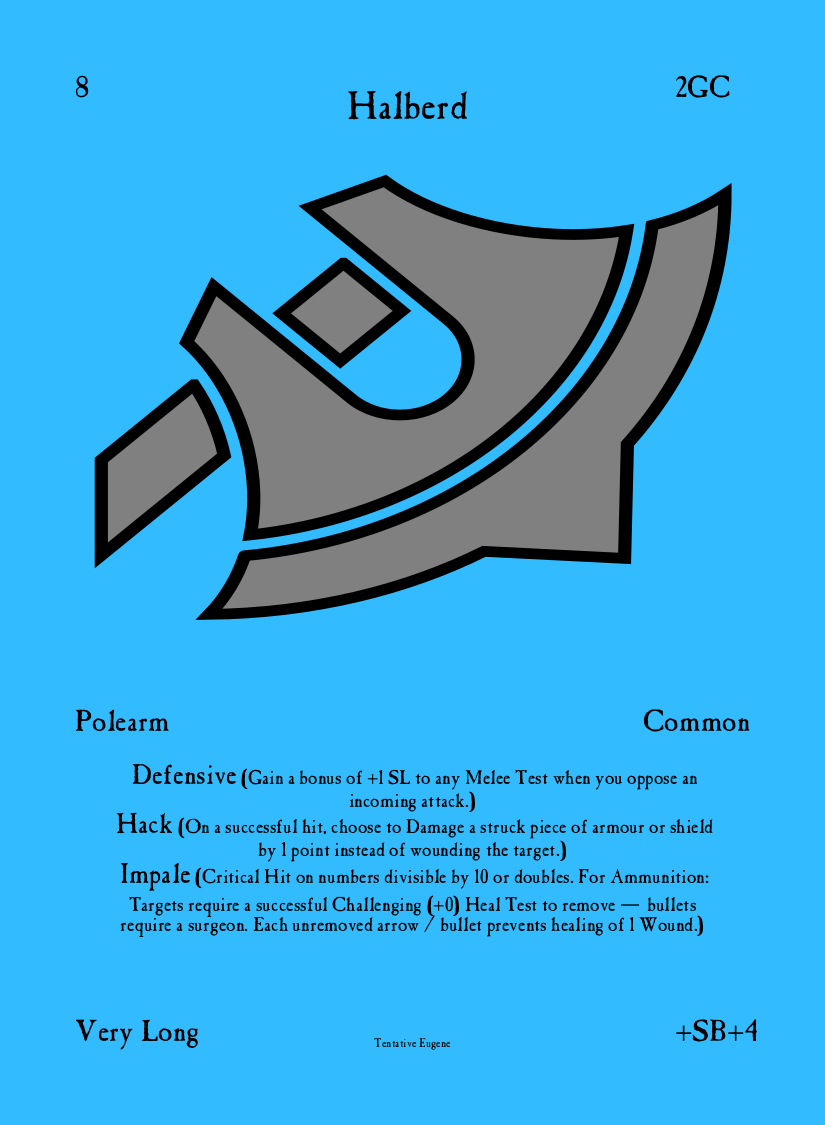 8
2GC
Halberd
Polearm
Common
Defensive (Gain a bonus of +1 SL to any Melee Test when you oppose an
incoming attack.)
Hack (On a successful hit, choose to Damage a struck piece of armour or shield
by 1 point instead of wounding the target.)
Impale (Critical Hit on numbers divisible by 10 or doubles. For Ammunition:
Targets require a successful Challenging (+0) Heal Test to remove — bullets
require a surgeon. Each unremoved arrow / bullet prevents healing of 1 Wound.)
Very Long
Tentative Eugene
+SB+4